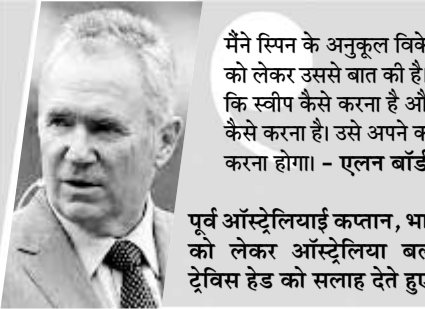 मैंने स्पिन के अनुकूल विके
को लेकर उससे बात की है।
कि स्वीप कैसे करना है औ
कैसे करना है। उसे अपने क
करना होगा। - एलन बॉर्ड
पूर्व ऑस्ट्रेलियाई कप्तान, भा
को लेकर ऑस्ट्रेलिया बल
ट्रेविस हेड को सलाह देते हुए